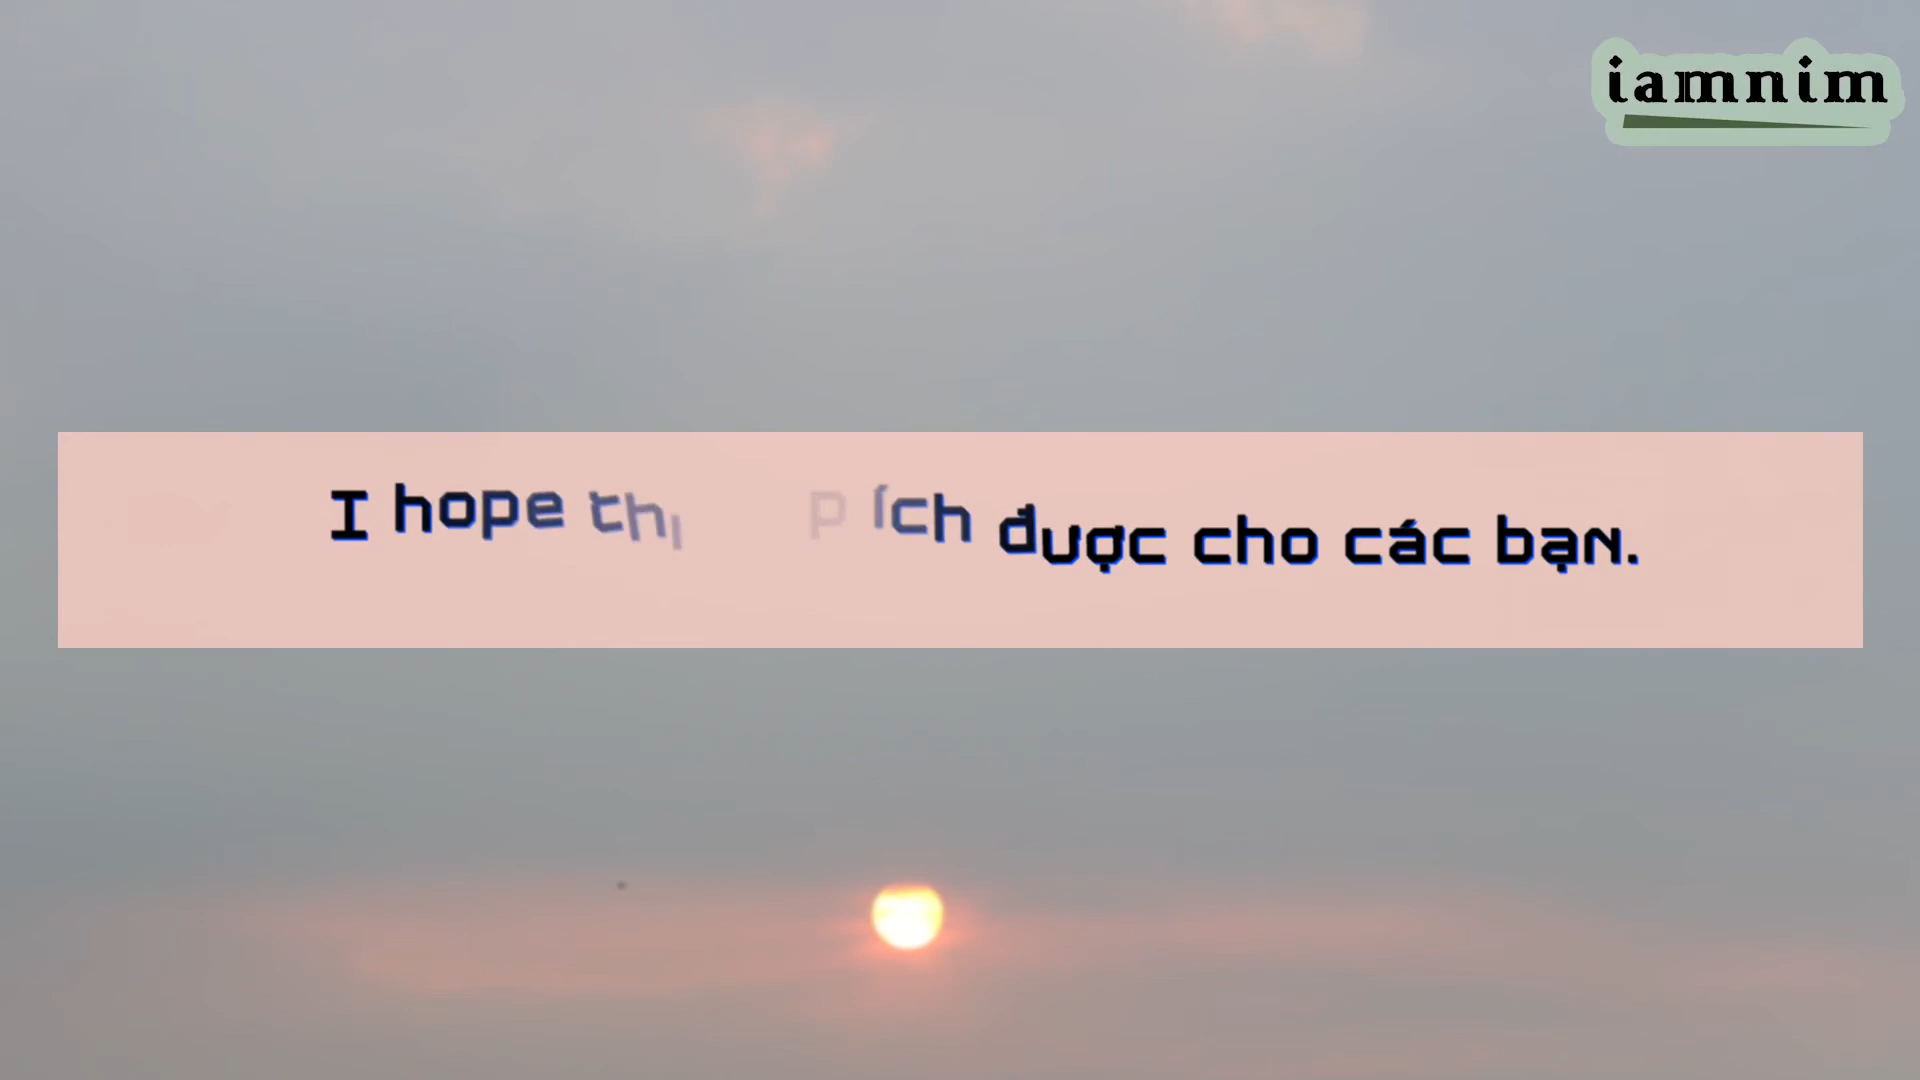 iamnim
I hope ích được cho các bạn.